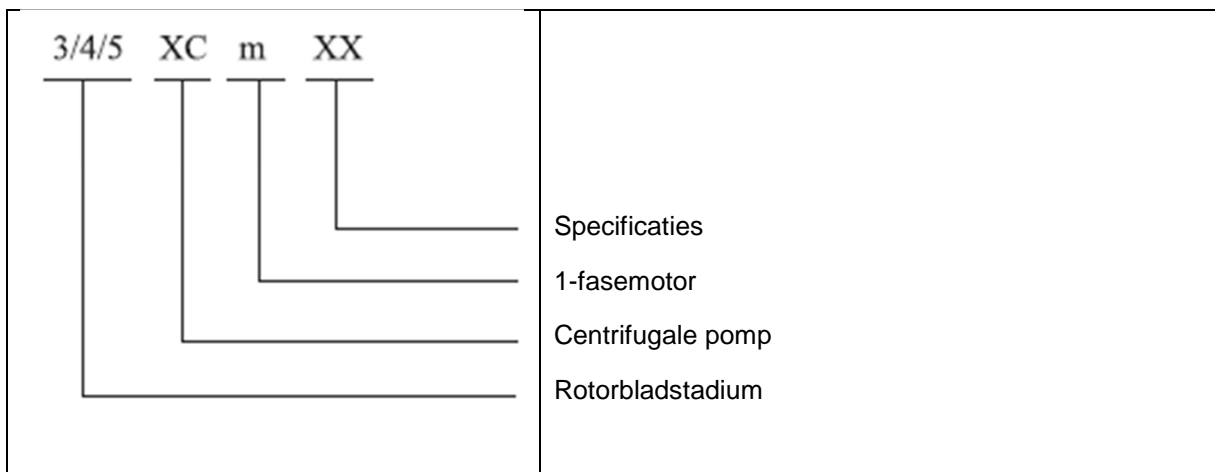 3/4/5 XC m XX
Specificaties
1-fasemotor
Centrifugale pomp
Rotorbladstadium